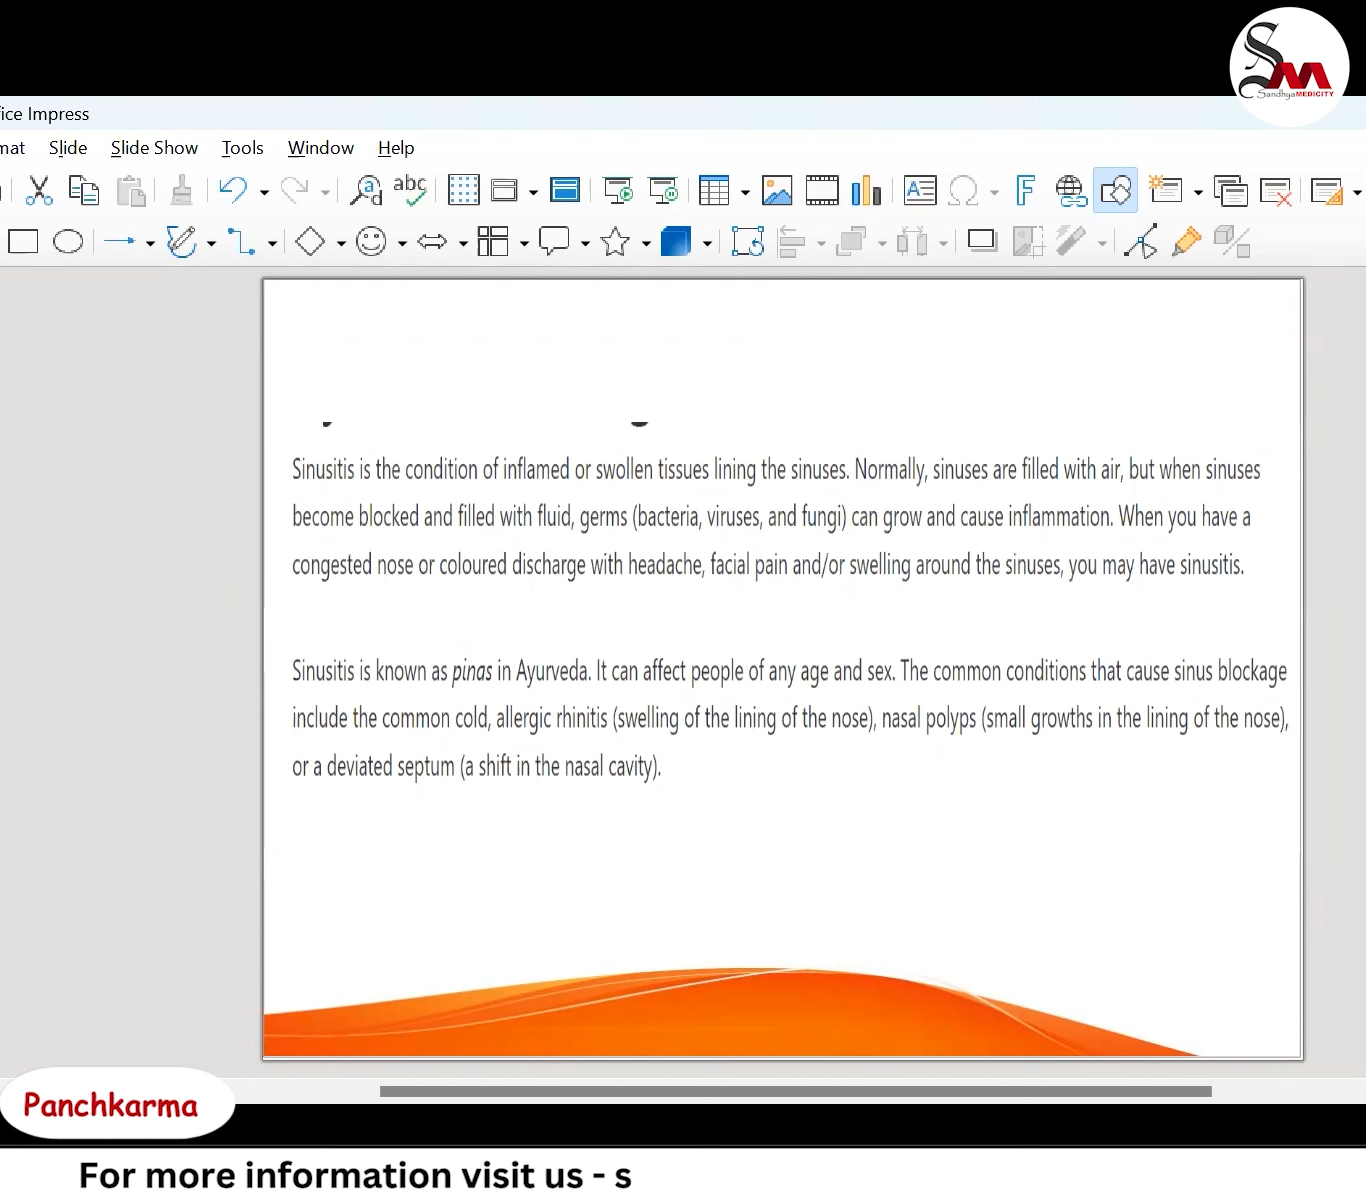 SandhyaMEDICITY
ice Impress
mat Slide Slide Show Tools Window Help
Sinusitis is the condition of inflamed or swollen tissues lining the sinuses. Normally, sinuses are filled with air, but when sinuses
become blocked and filled with fluid, germs (bacteria, viruses, and fungi) can grow and cause inflammation. When you have a
congested nose or coloured discharge with headache, facial pain and/or swelling around the sinuses, you may have sinusitis.
Sinusitis is known as pinas in Ayurveda. It can affect people of any age and sex. The common conditions that cause sinus blockage
include the common cold, allergic rhinitis (swelling of the lining of the nose), nasal polyps (small growths in the lining of the nose),
or a deviated septum (a shift in the nasal cavity).
Panchkarma
For more information visit us - s